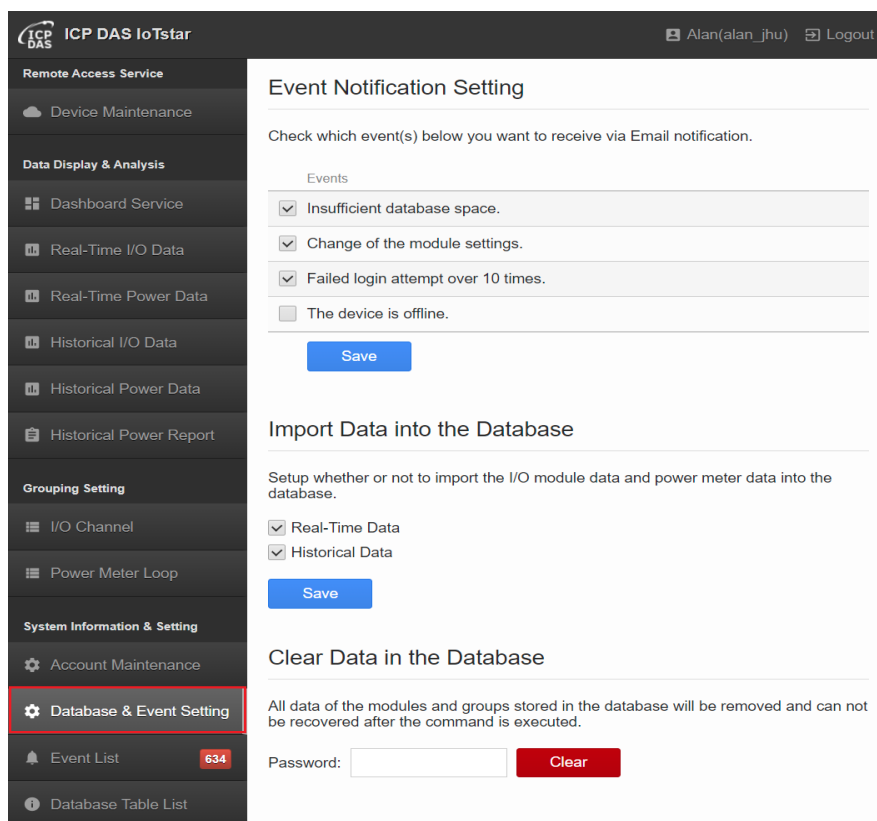 ICP DAS
ICP DAS IoTstar
Alan(alan_jhu)
Logout
Remote Access Service
Device Maintenance
Data Display & Analysis
Dashboard Service
Real-Time I/O Data
Real-Time Power Data
Historical I/O Data
Historical Power Data
Historical Power Report
Grouping Setting
I/O Channel
Power Meter Loop
System Information & Setting
Account Maintenance
Database & Event Setting
Event List
634
Database Table List
Event Notification Setting
Check which event(s) below you want to receive via Email notification.
Events
Insufficient database space.
Change of the module settings.
Failed login attempt over 10 times.
The device is offline.
Save
Import Data into the Database
Setup whether or not to import the I/O module data and power meter data into the
database.
Real-Time Data
Historical Data
Save
Clear Data in the Database
All data of the modules and groups stored in the database will be removed and can not
be recovered after the command is executed.
Password:
Clear